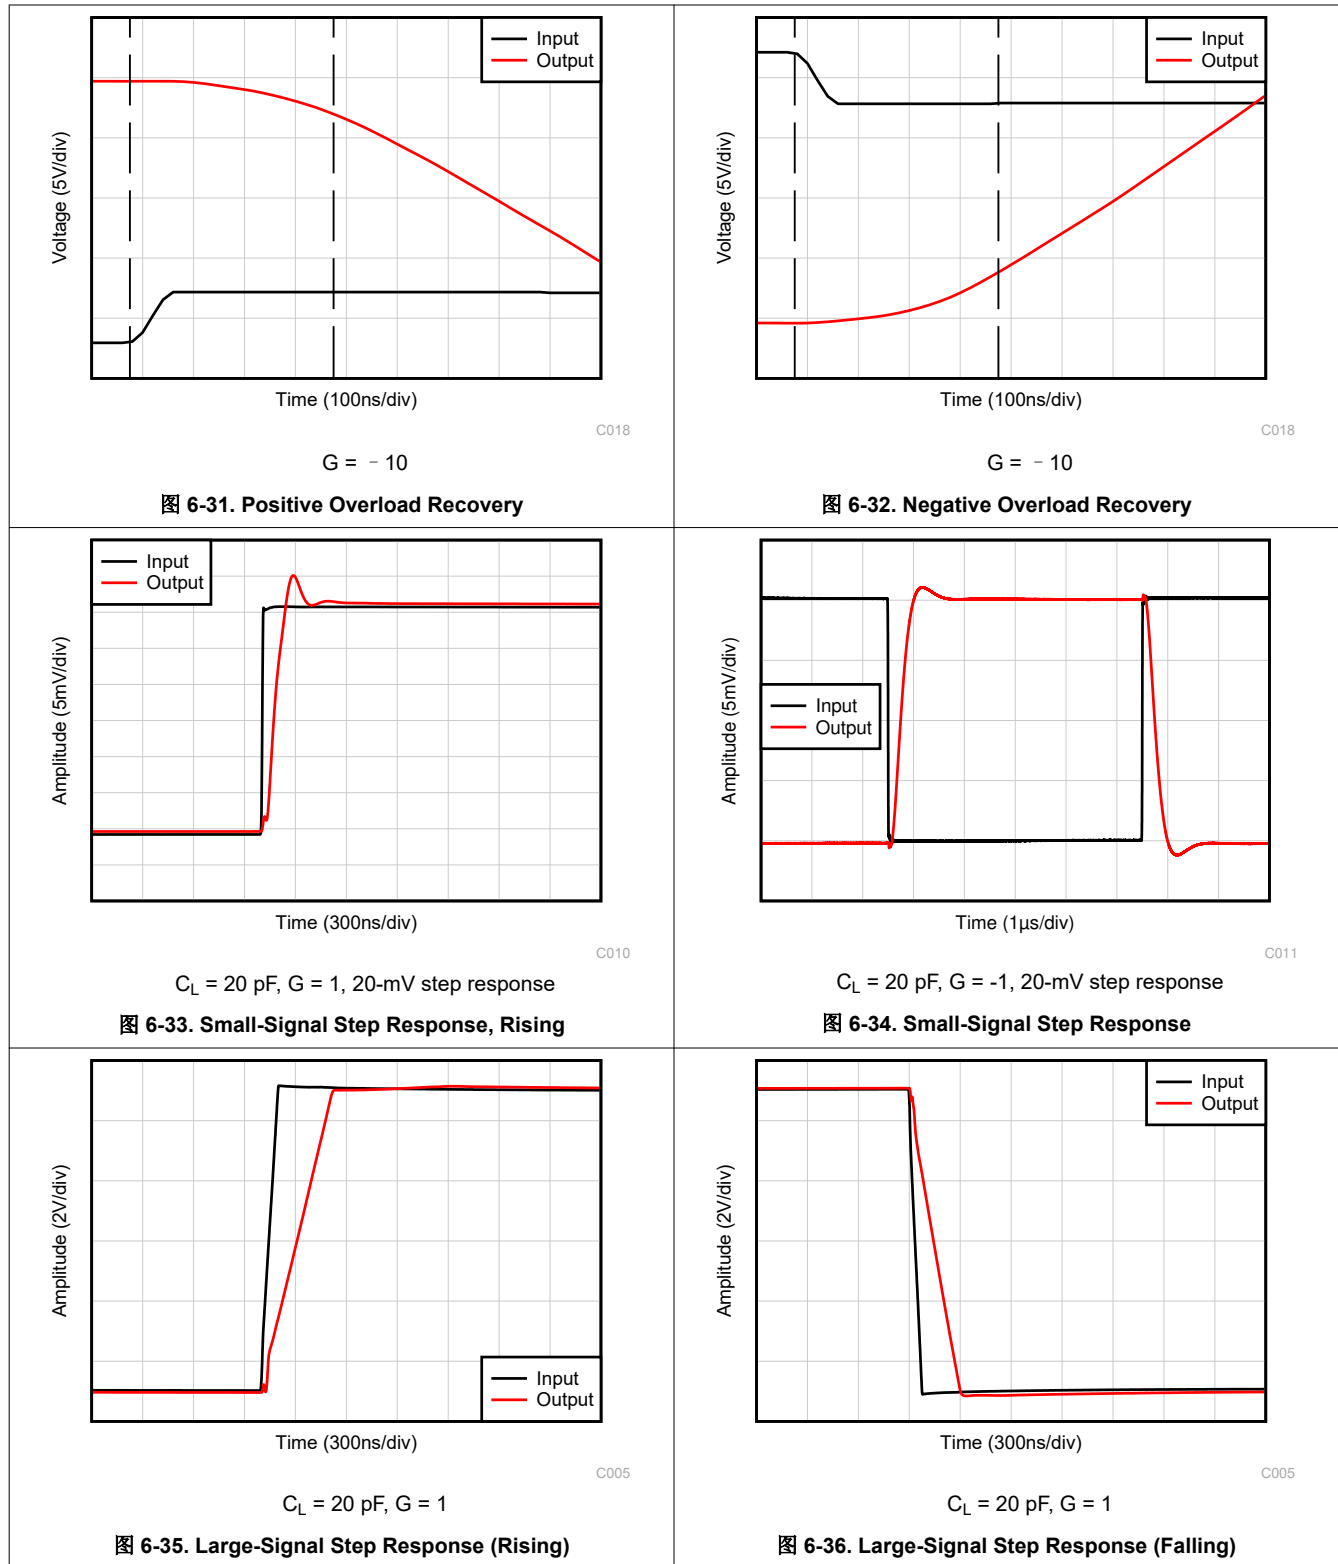 Input
Output
Voltage (5V/div)
Time (100ns/div)
C018
G = －10
图 6-31. Positive Overload Recovery
Input
Output
Voltage (5V/div)
Time (100ns/div)
C018
G = －10
图 6-32. Negative Overload Recovery
Input
Output
Amplitude (5mV/div)
Time (300ns/div)
C010
C_L = 20 pF, G = 1, 20-mV step response
图 6-33. Small-Signal Step Response, Rising
Input
Output
Amplitude (5mV/div)
Time (1μs/div)
C011
C_L = 20 pF, G = -1, 20-mV step response
图 6-34. Small-Signal Step Response
Input
Output
Amplitude (2V/div)
Time (300ns/div)
C005
C_L = 20 pF, G = 1
图 6-35. Large-Signal Step Response (Rising)
Input
Output
Amplitude (2V/div)
Time (300ns/div)
C005
C_L = 20 pF, G = 1
图 6-36. Large-Signal Step Response (Falling)